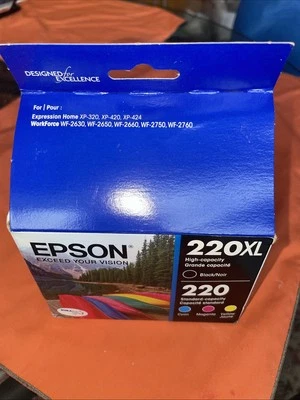 DESIGNED for
EXCELLENCE
For / Pour :
Expression Home XP-320, XP-420, XP-424
WorkForce WF-2630, WF-2650, WF-2660, WF-2750, WF-2760
EPSON
EXCEED YOUR VISION
220XL
High-capacity
Grande capacité
Black/Noir
220
Standard-capacity
Capacité standard
Cyan
Magenta
Yellow